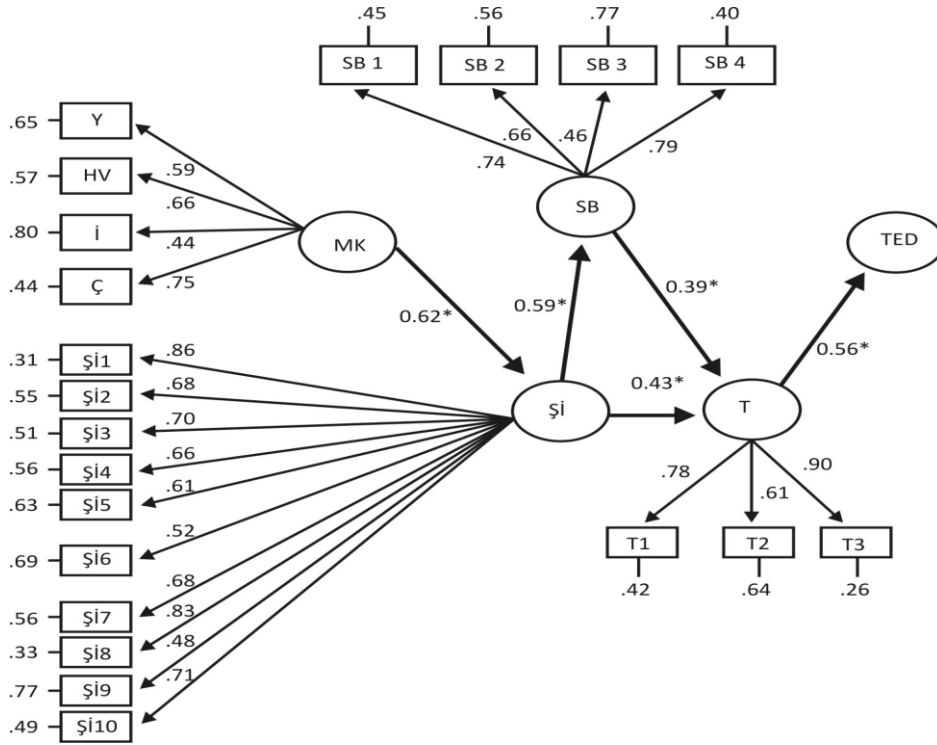 .45 .56 .77 .40
SB 1 SB 2 SB 3 SB 4
.74 .66 .46 .79
SB
.65 Y .59
.57 HV .66
.80 İ .44
.44 Ç .75
MK
TED
0.62* 0.59* 0.39* 0.56*
.31 Şİ1 .86
.55 Şİ2 .68
.51 Şİ3 .70
.56 Şİ4 .66
.63 Şİ5 .61
.69 Şİ6 .52
.56 Şİ7 .68
.33 Şİ8 .83
.77 Şİ9 .48
.49 Şİ10 .71
Şİ 0.43* T
.78 .61 .90
T1 T2 T3
.42 .64 .26